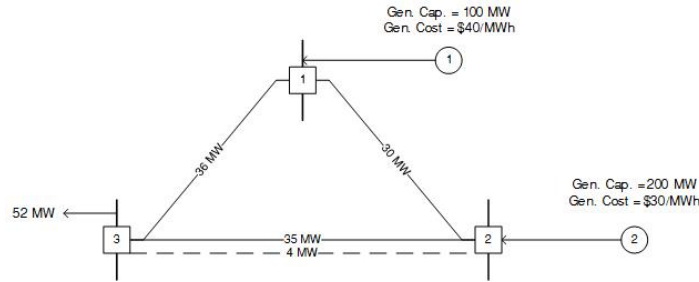 Gen. Cap. = 100 MW
Gen. Cost = $40/MWh
1
1
36 MW
30 MW
Gen. Cap. =200 MW
Gen. Cost = $30/MWh
52 MW
3
35 MW
4 MW
2
2